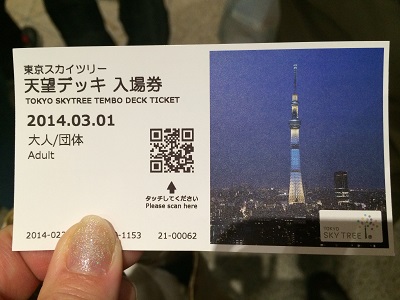 東京スカイツリー
天望デッキ 入場券
TOKYO SKYTREE TEMBO DECK TICKET
2014.03.01
大人/団体
Adult
タッチしてください
Please scan here
-1153 21-00062
TOKYO
SKYTREE